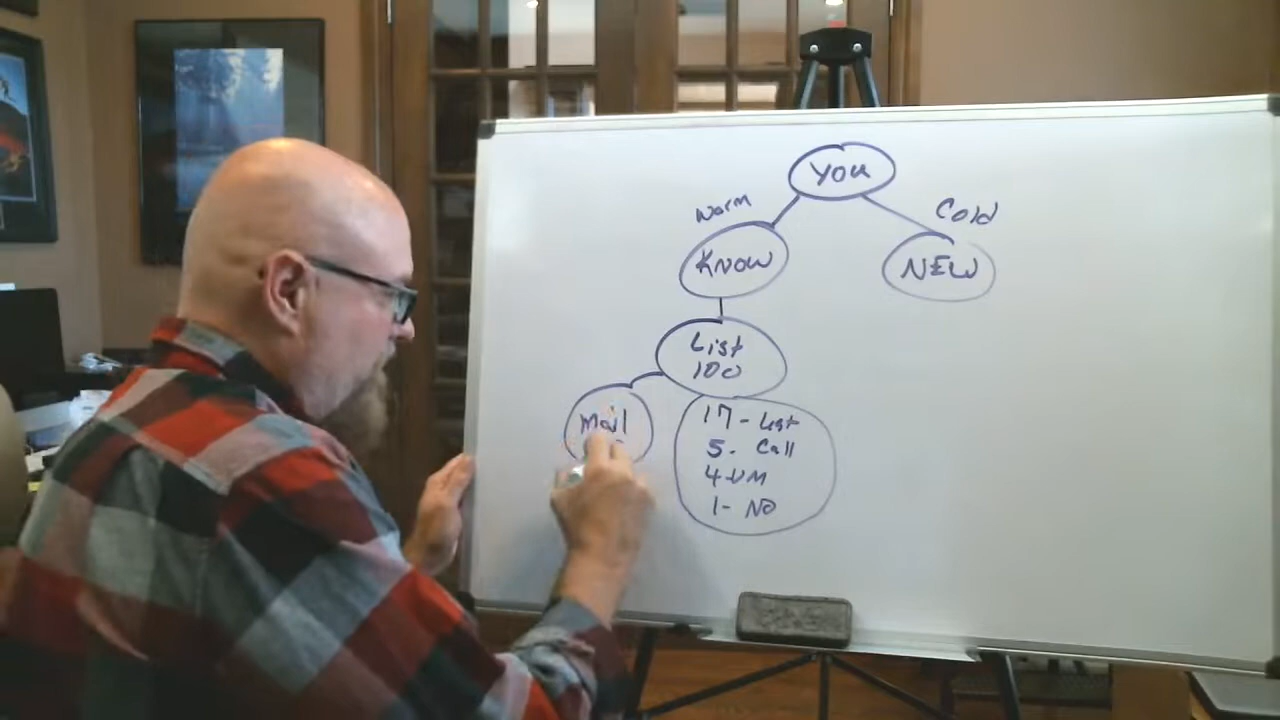 YOU
Warm
Cold
KNOW
NEW
List
100
Mail
17 - List
5 - Call
4 - VM
1 - NO